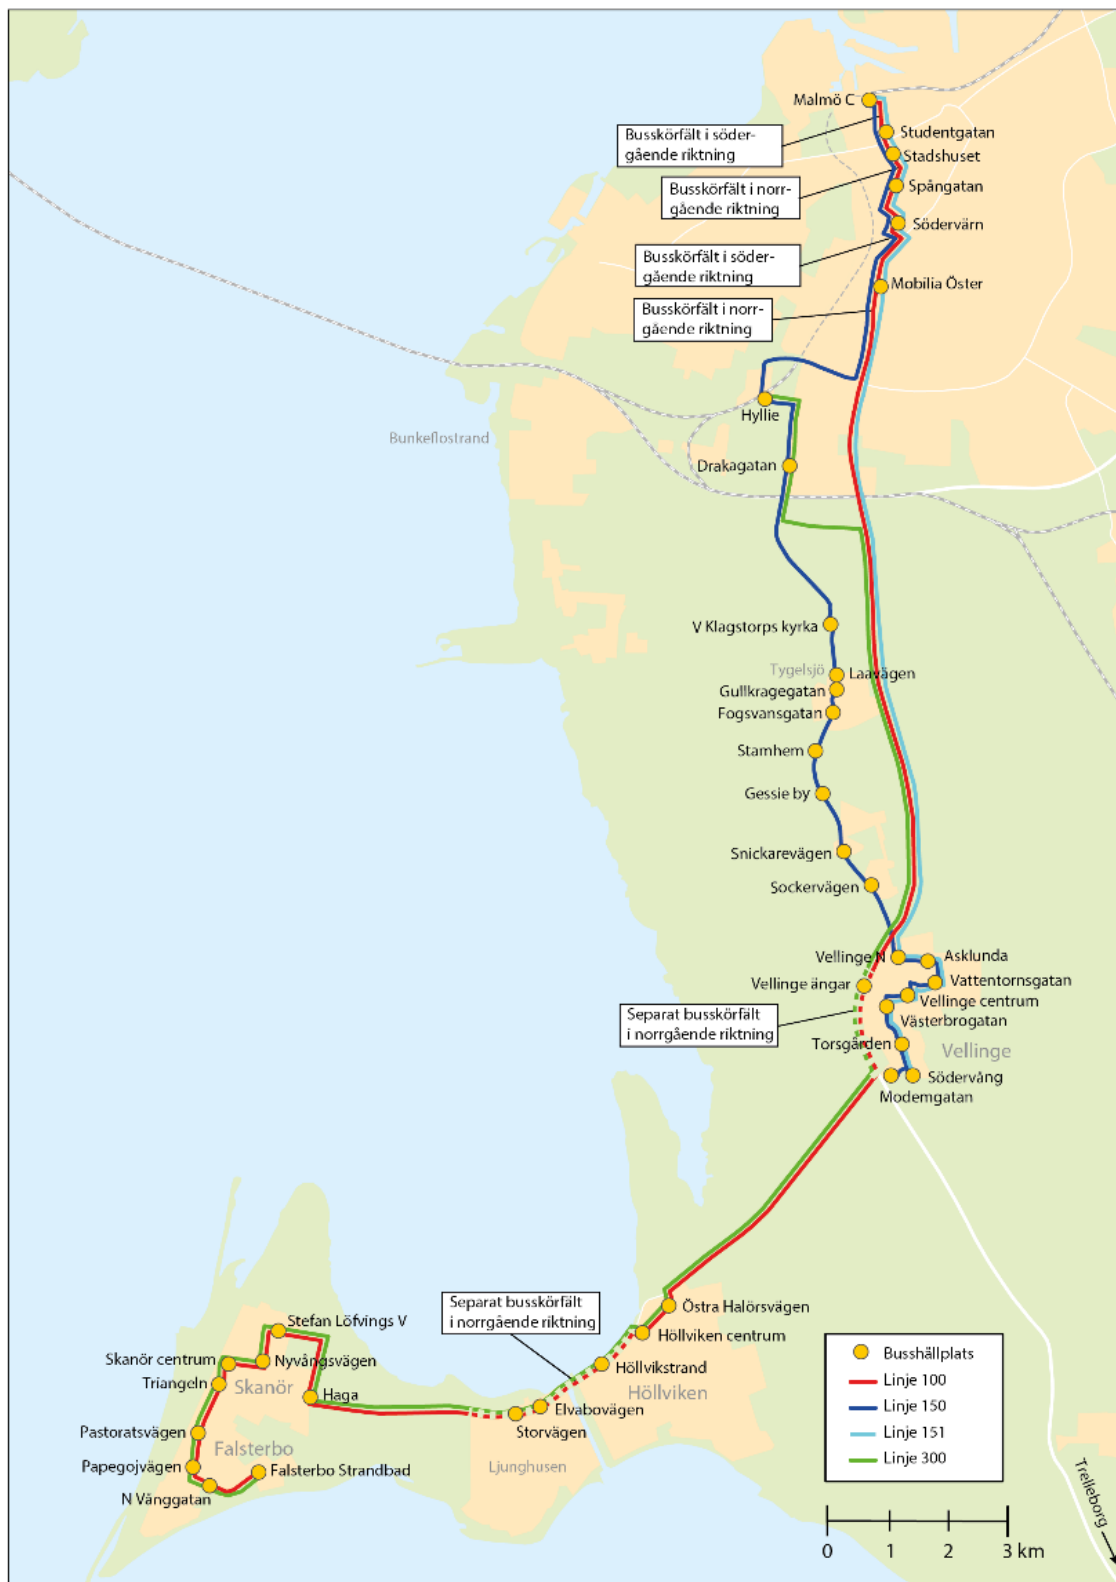 Malmö C
Busskörfält i söder-
gående riktning
Studentgatan
Stadshuset
Busskörfält i norr-
gående riktning
Spångatan
Södervärn
Busskörfält i söder-
gående riktning
Mobilia Öster
Busskörfält i norr-
gående riktning
Hyllie
Bunkeflostrand
Drakagatan
V Klagstorps kyrka
Tygelsjö
Laavägen
Gullkragegatan
Fogsvansgatan
Stamhem
Gessie by
Snickarevägen
Sockervägen
Vellinge N
Asklunda
Vellinge ängar
Vattentornsgatan
Vellinge centrum
Separat busskörfält
i norrgående riktning
Västerbrogatan
Torsgården
Vellinge
Södervång
Modemgatan
Separat busskörfält
i norrgående riktning
Östra Halörsvägen
Stefan Löfvings V
Höllviken centrum
Skanör centrum
Nyvångsvägen
Höllvikstrand
Triangeln
Skanör
Haga
Höllviken
Elvabovägen
Storvägen
Pastoratsvägen
Falsterbo
Papegojvägen
Falsterbo Strandbad
Ljunghusen
N Vånggatan
Busshållplats
Linje 100
Linje 150
Linje 151
Linje 300
Trelleborg
0 1 2 3 km